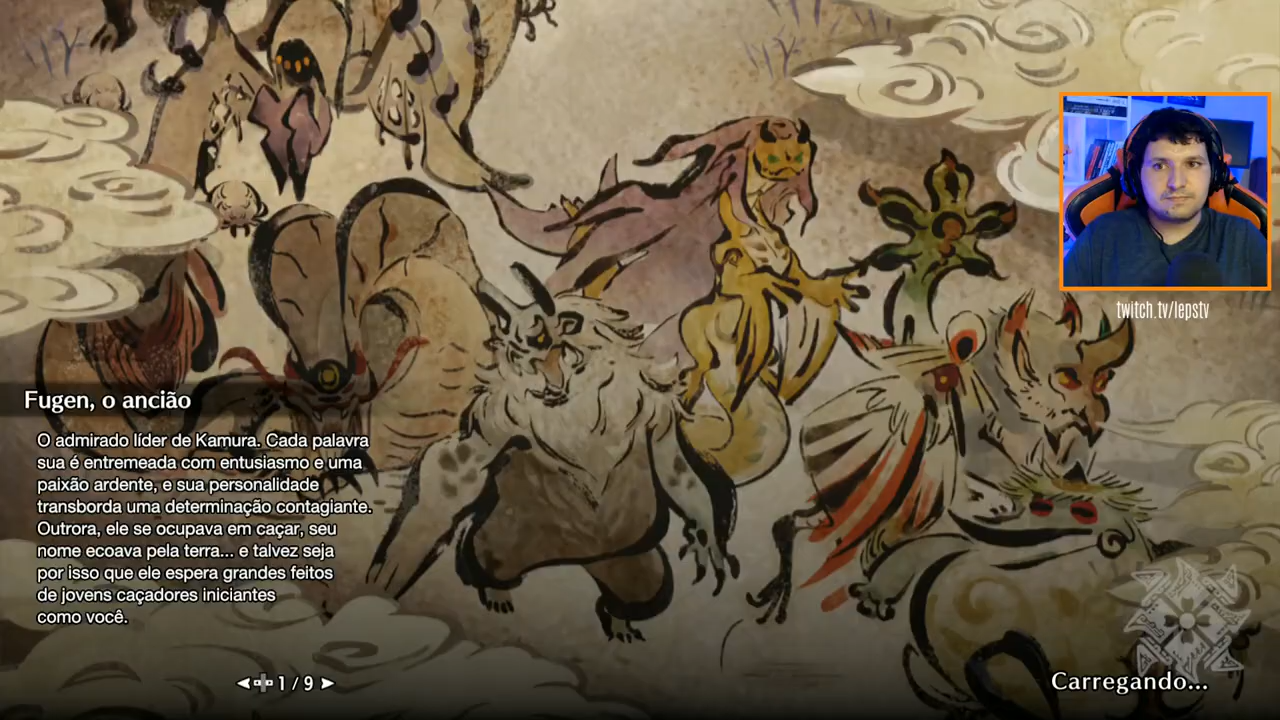 twitch.tv/lepstv
Fugen, o ancião
O admirado líder de Kamura. Cada palavra
sua é entremeada com entusiasmo e uma
paixão ardente, e sua personalidade
transborda uma determinação contagiante.
Outrora, ele se ocupava em caçar, seu
nome ecoava pela terra... e talvez seja
por isso que ele espera grandes feitos
de jovens caçadores iniciantes
como você.
1 / 9
Carregando...